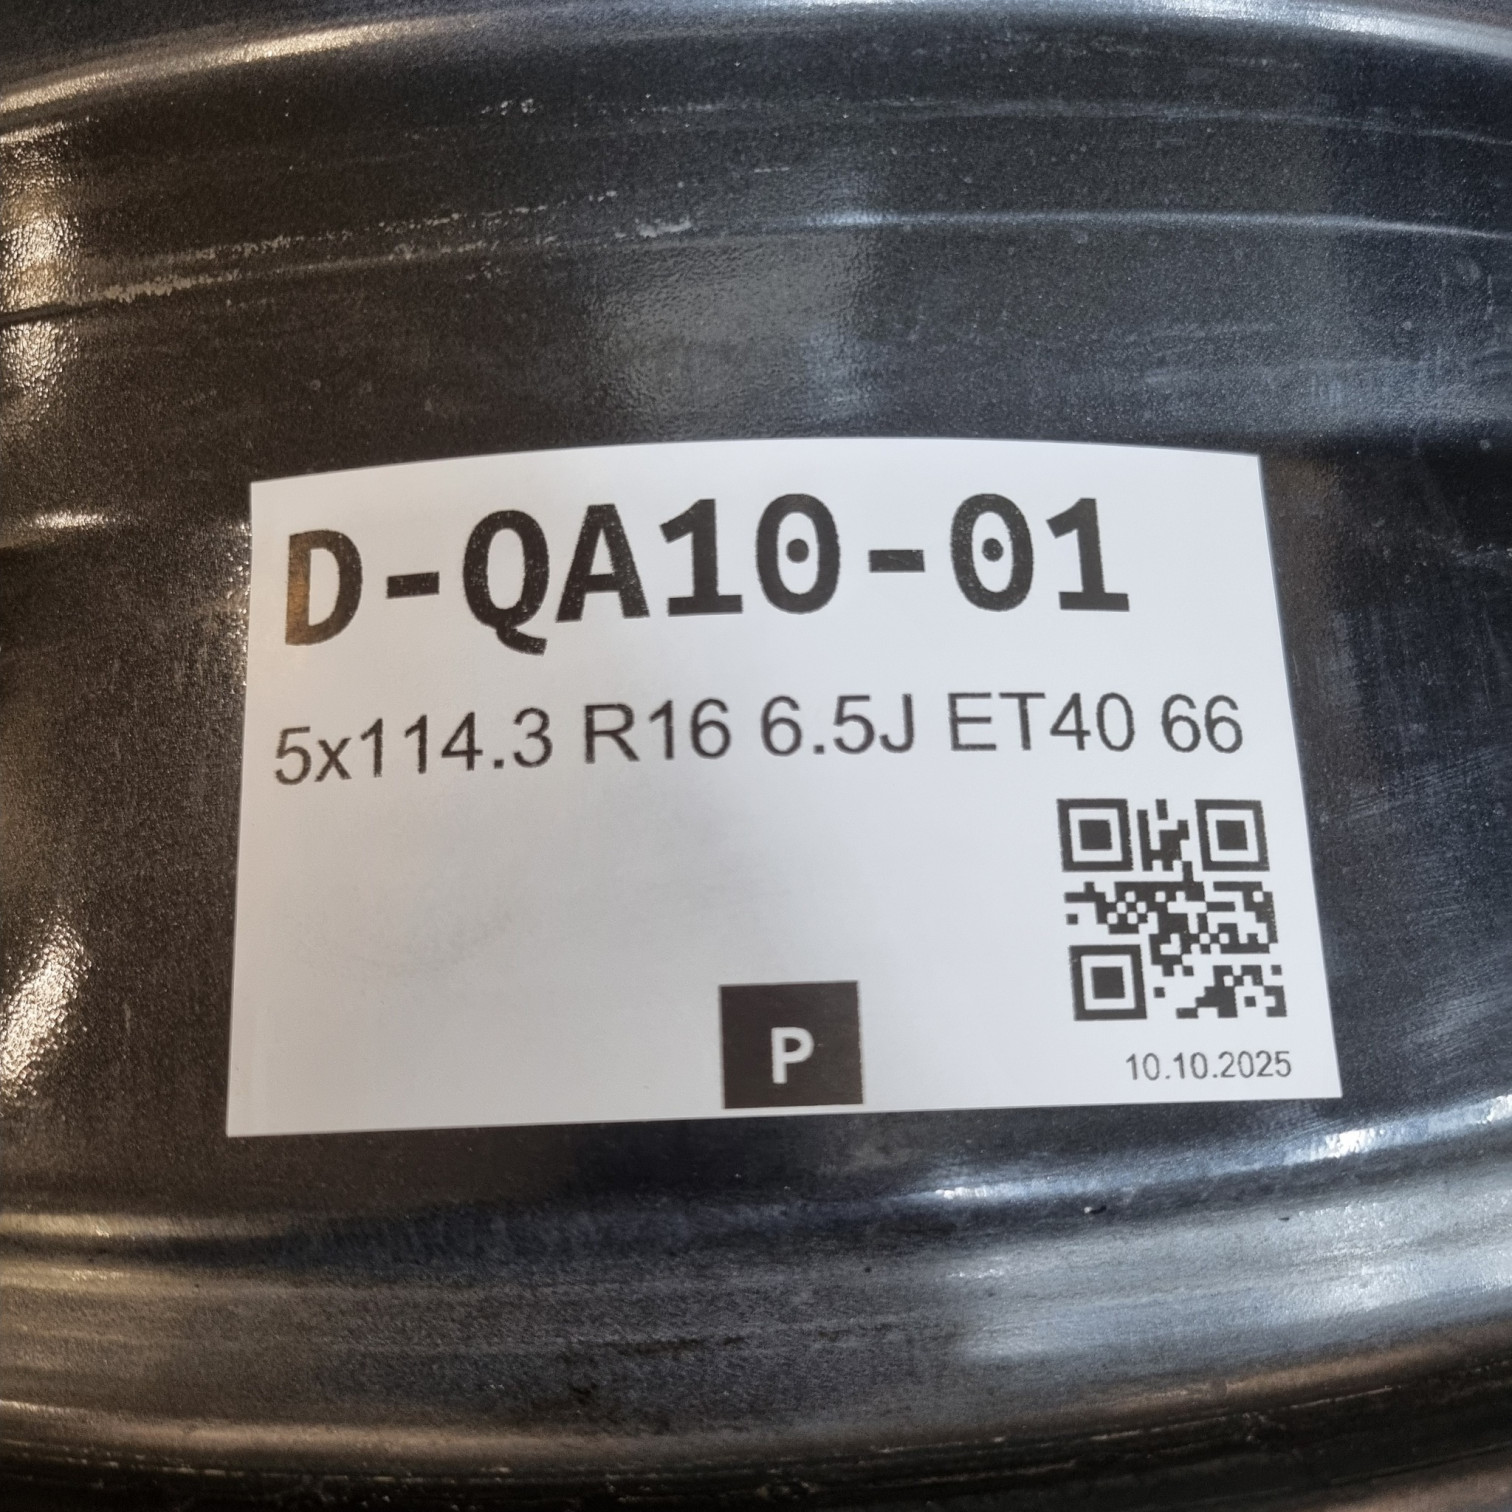 D-QA10-01
5x114.3 R16 6.5J ET40 66
P
10.10.2025